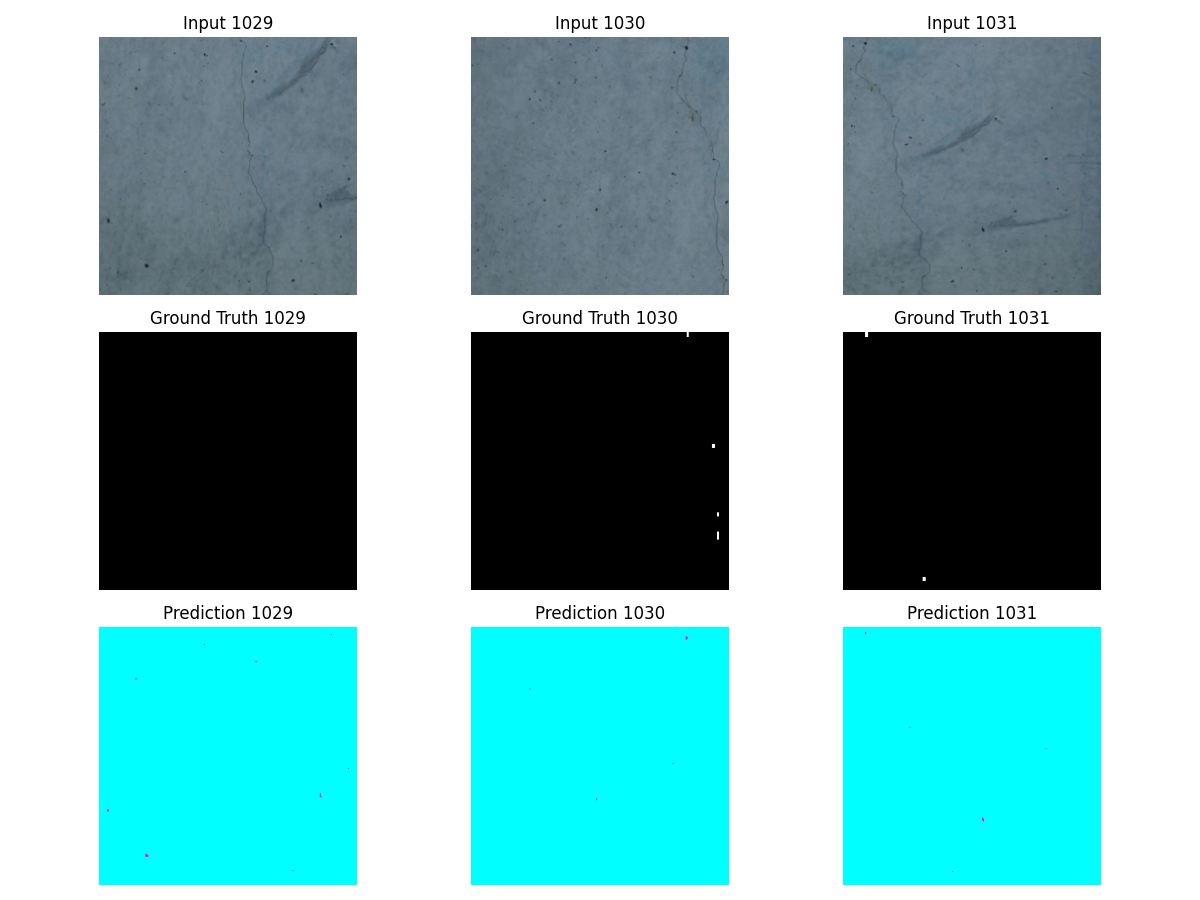 Input 1029
Input 1030
Input 1031
Ground Truth 1029
Ground Truth 1030
Ground Truth 1031
Prediction 1029
Prediction 1030
Prediction 1031